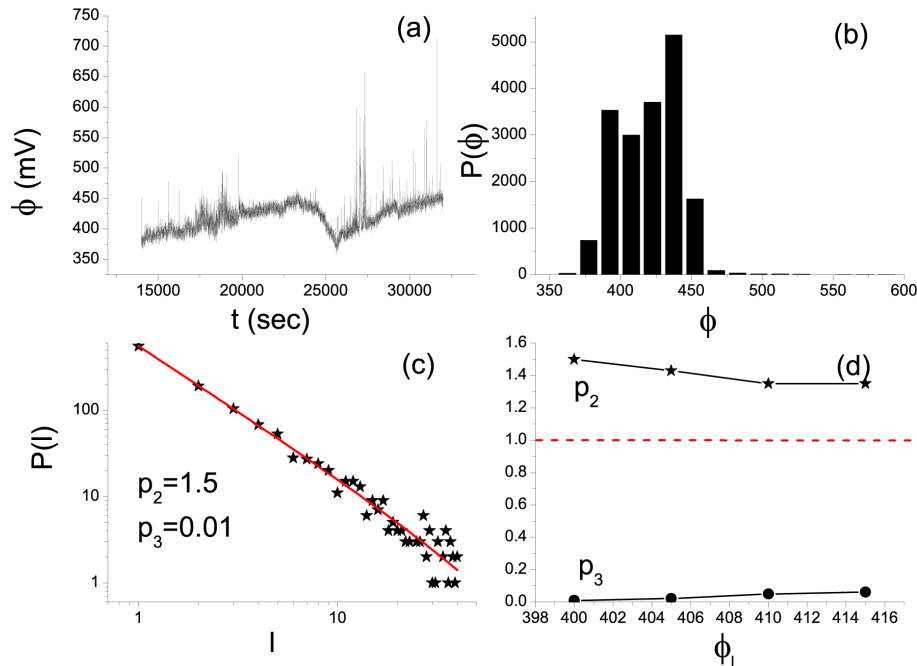 (a)
750
700
650
600
550
500
450
400
350
ϕ (mV)
15000 20000 25000 30000
t (sec)
(b)
5000
4000
3000
2000
1000
0
P(ϕ)
350 400 450 500 550 600
ϕ
(c)
100
10
1
P(l)
p₂=1.5
p₃=0.01
1 10
l
(d)
1.6
1.4
1.2
1.0
0.8
0.6
0.4
0.2
0.0
p₂
p₃
398 400 402 404 406 408 410 412 414 416
ϕₗ